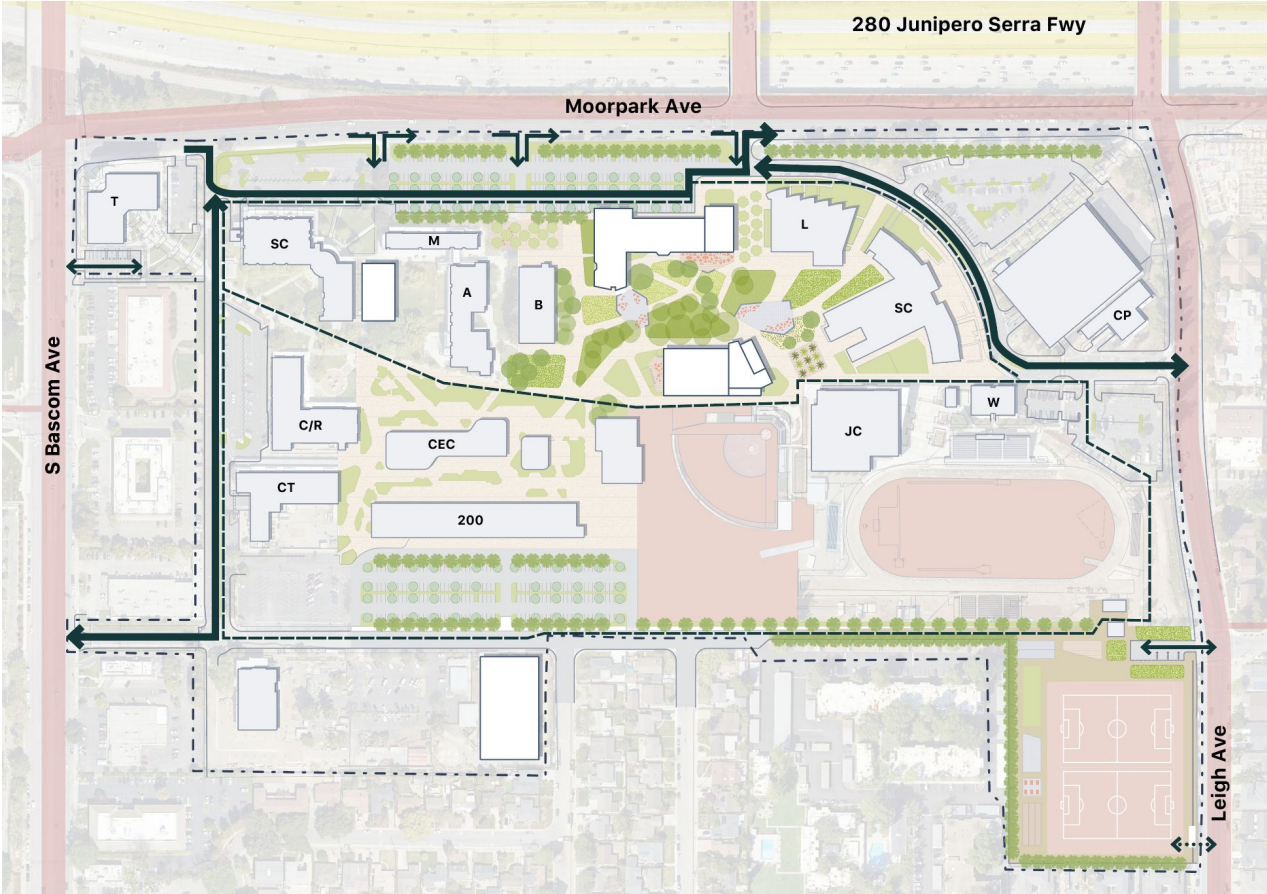 280 Junipero Serra Fwy
Moorpark Ave
T
L
SC
M
A
B
SC
CP
S Bascom Ave
W
C/R
JC
CEC
CT
200
Leigh Ave